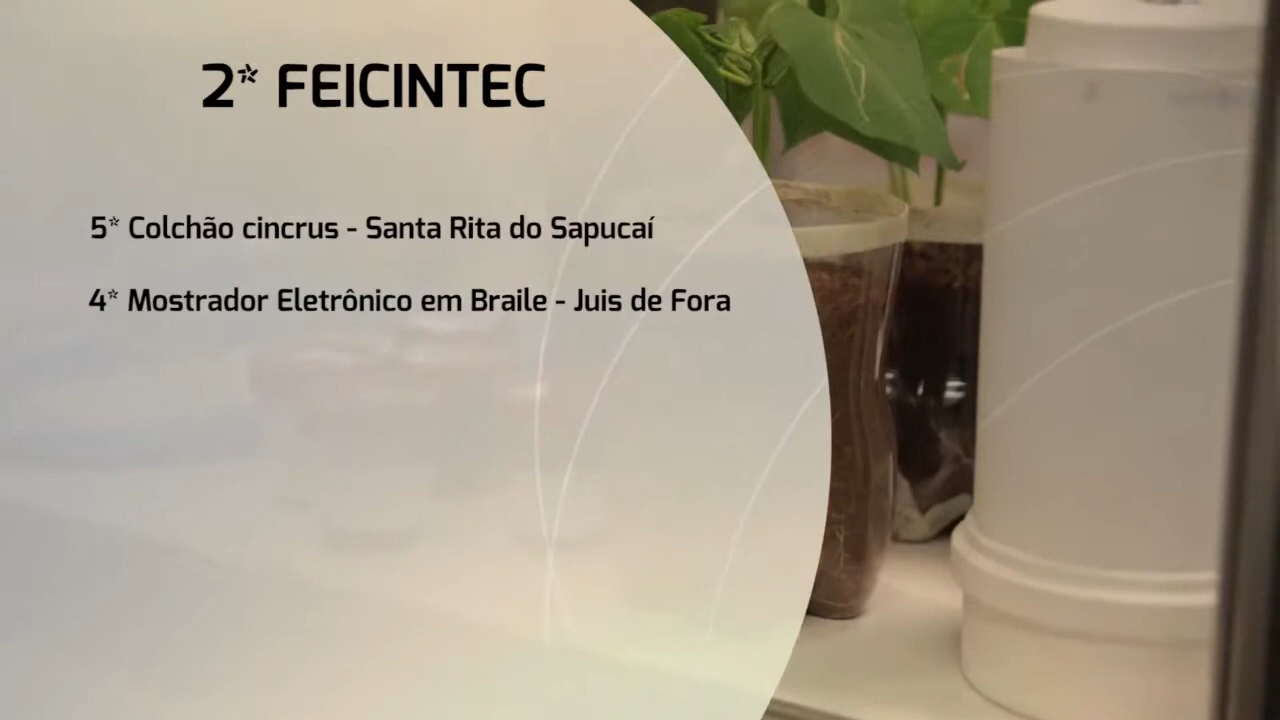 2* FEICINTEC
5* Colchão cincrus - Santa Rita do Sapucaí
4* Mostrador Eletrônico em Braile - Juis de Fora